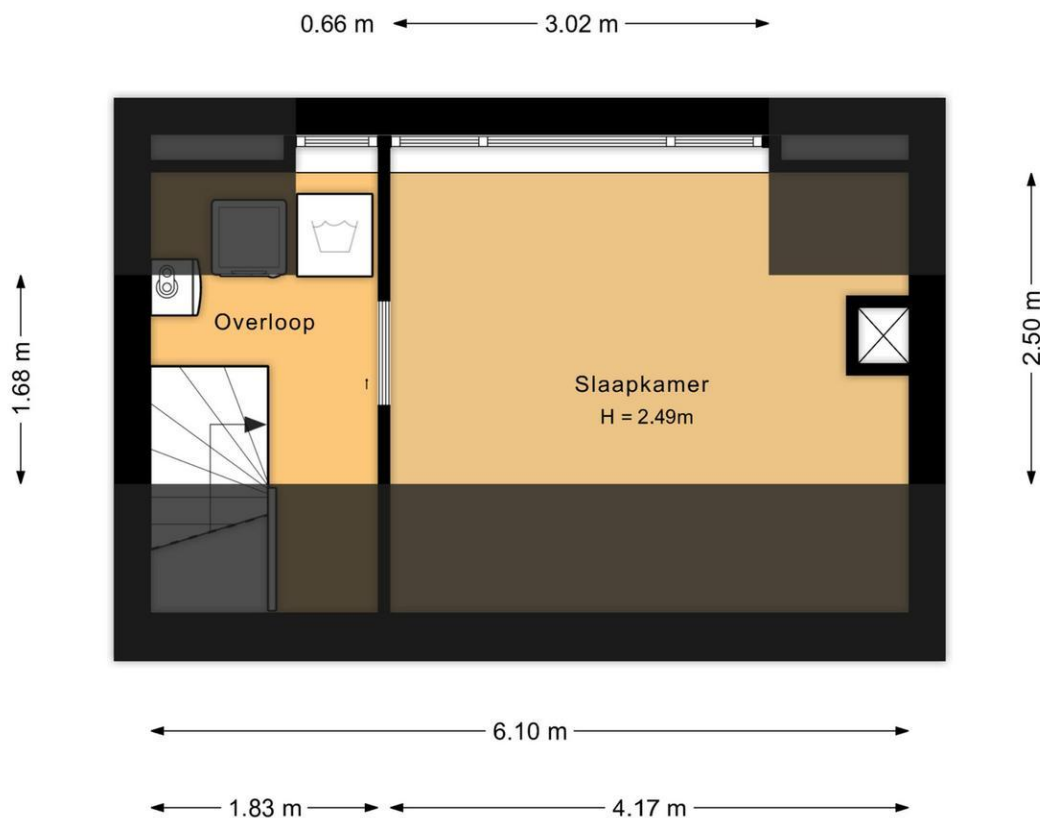 0.66 m
3.02 m
Overloop
1.68 m
2.50 m
Slaapkamer
H = 2.49m
6.10 m
1.83 m
4.17 m